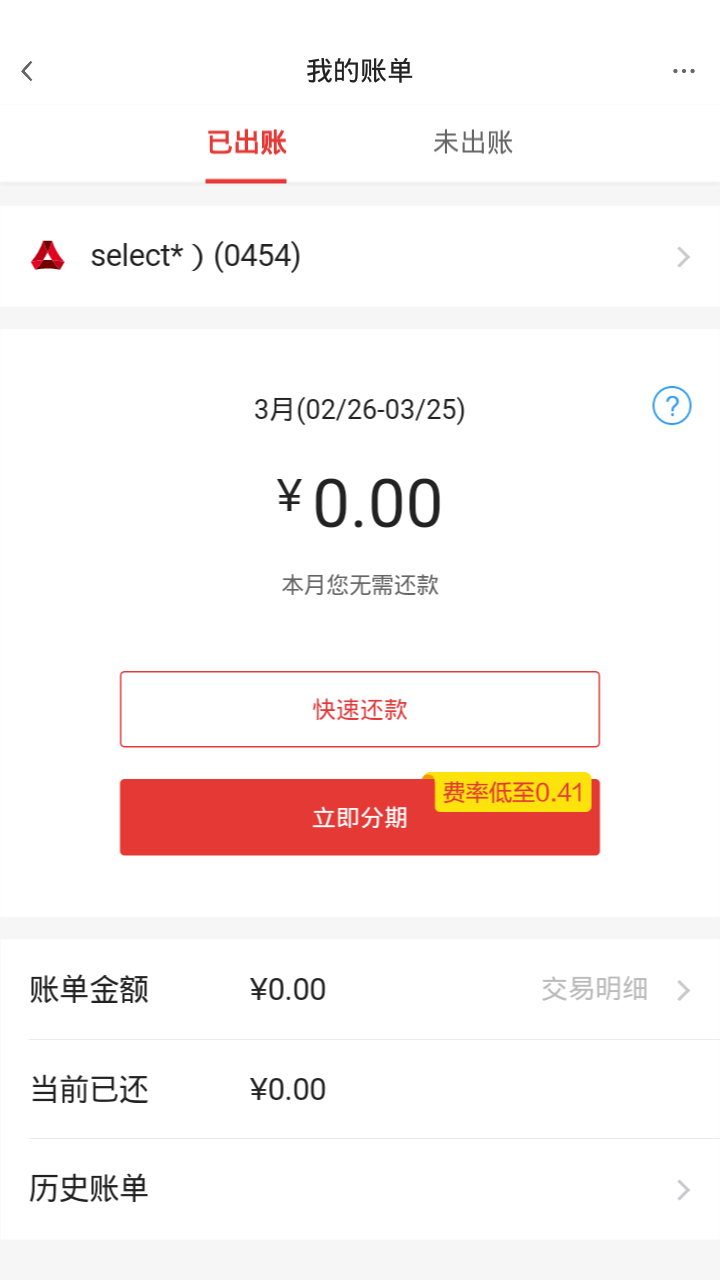 我的账单
已出账
未出账
select* ) (0454)
3月(02/26-03/25)
?
¥0.00
本月您无需还款
快速还款
费率低至0.41
立即分期
账单金额 ¥0.00 交易明细
当前已还 ¥0.00
历史账单